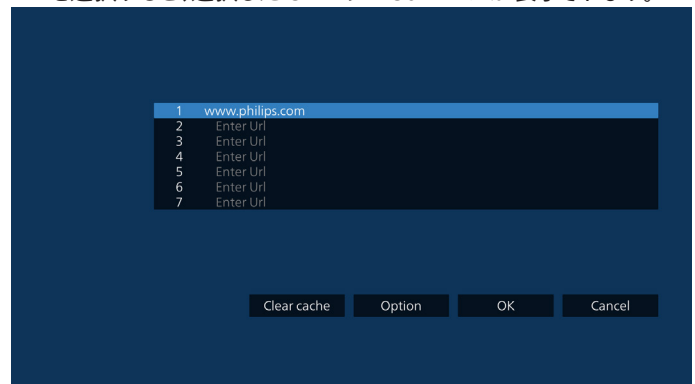 1 www.philips.com
2 Enter Url
3 Enter Url
4 Enter Url
5 Enter Url
6 Enter Url
7 Enter Url
Clear cache Option OK Cancel